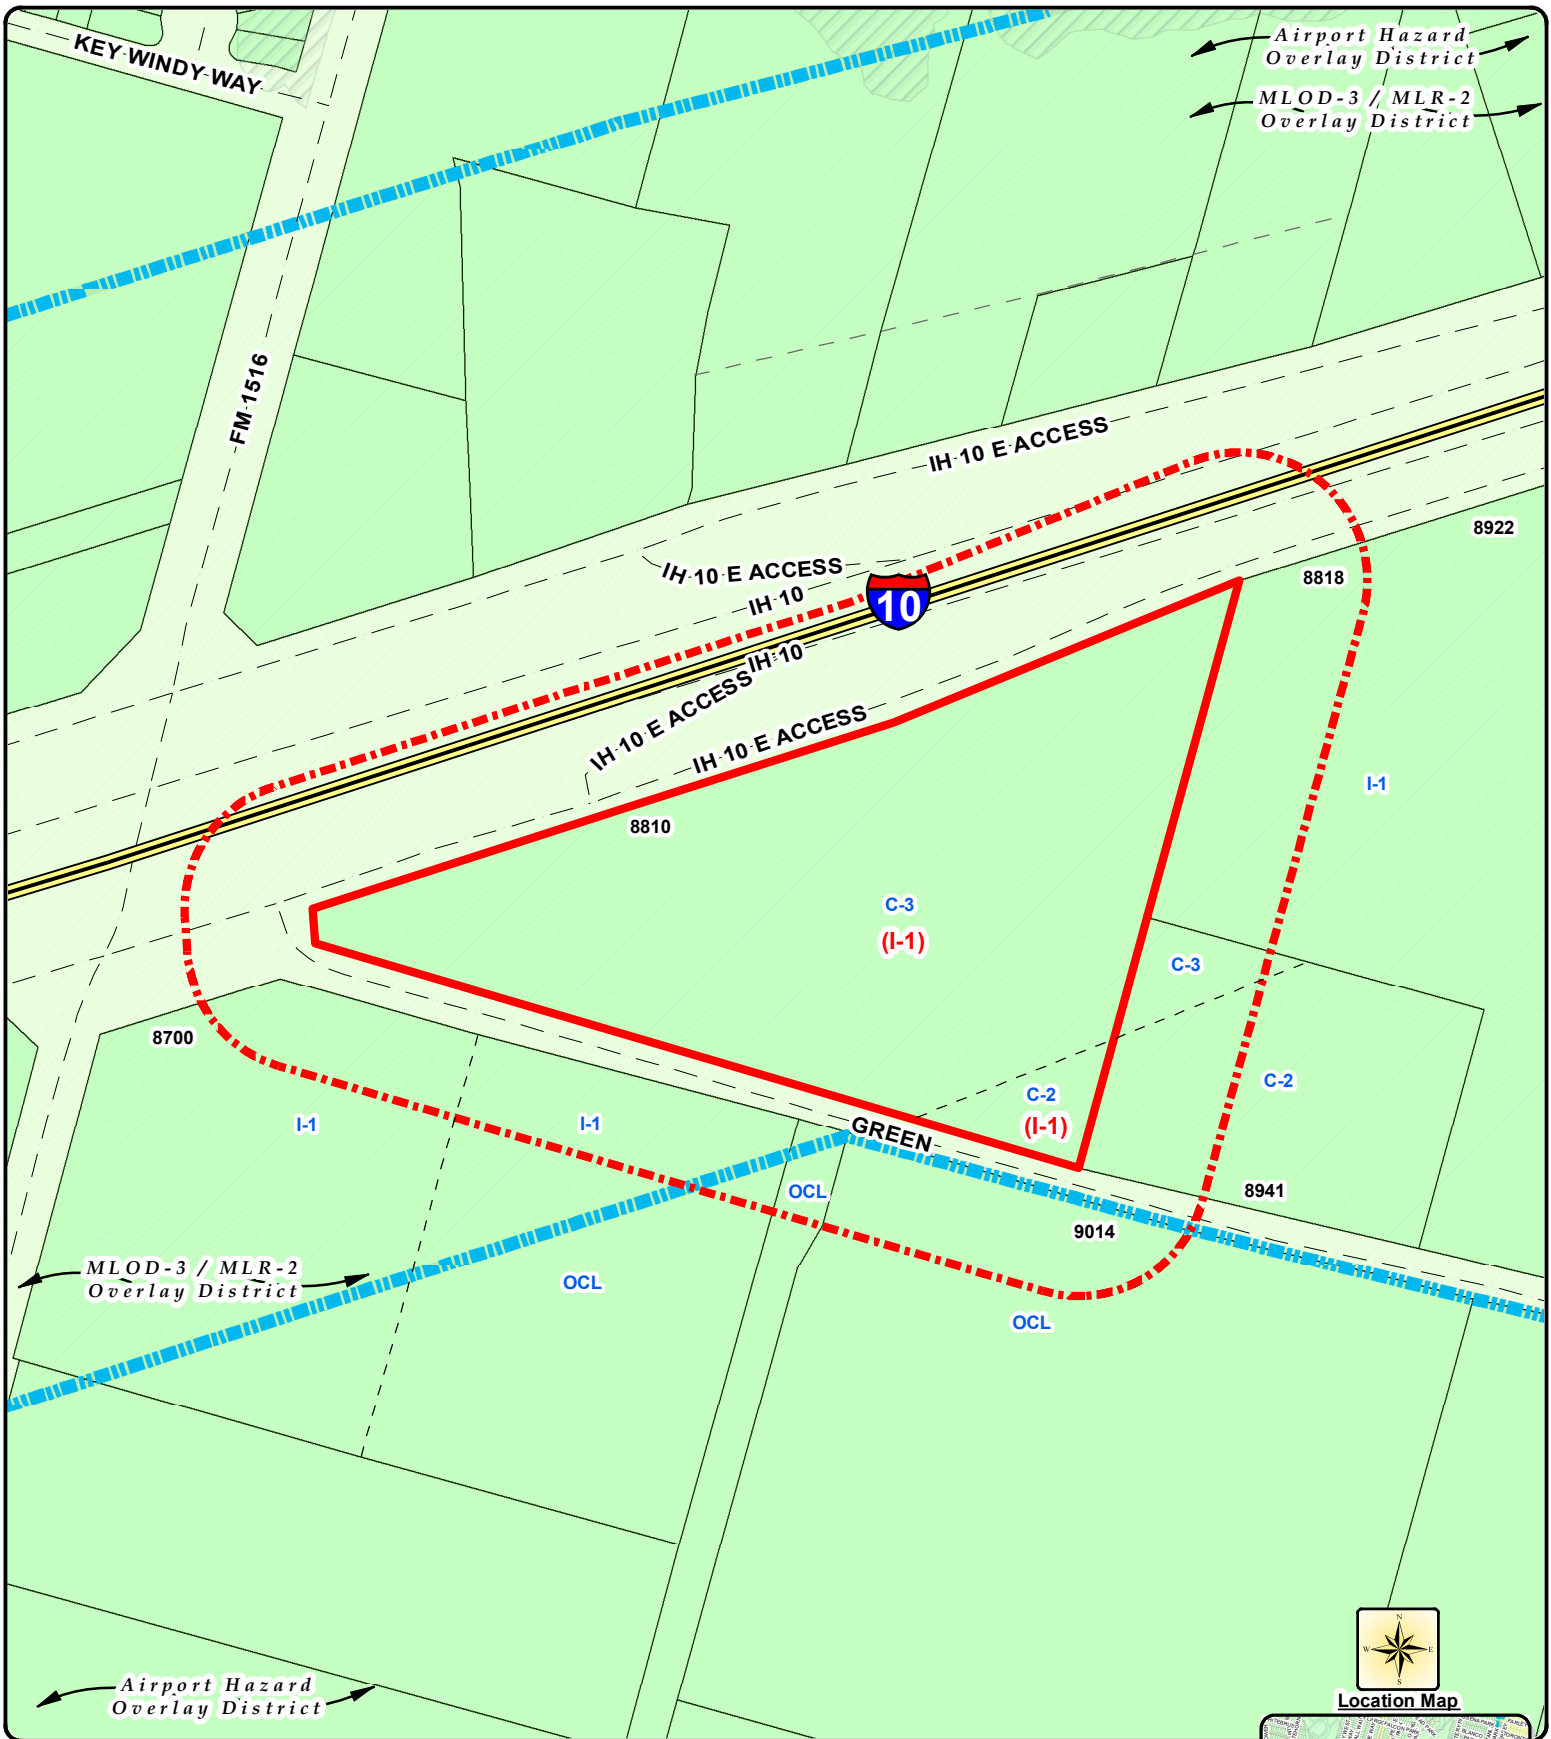 Airport Hazard
Overlay District
KEY WINDY WAY
MLOD-3 / MLR-2
Overlay District
FM 1516
IH 10 E ACCESS
8922
IH 10 E ACCESS
8818
IH 10
10
IH 10
IH 10 E ACCESS
IH 10 E ACCESS
I-1
8810
C-3
(I-1)
C-3
8700
C-2
C-2
I-1
I-1
(I-1)
GREEN
OCL
8941
9014
MLOD-3 / MLR-2
Overlay District
OCL
OCL
N
W
E
S
Airport Hazard
Overlay District
Location Map